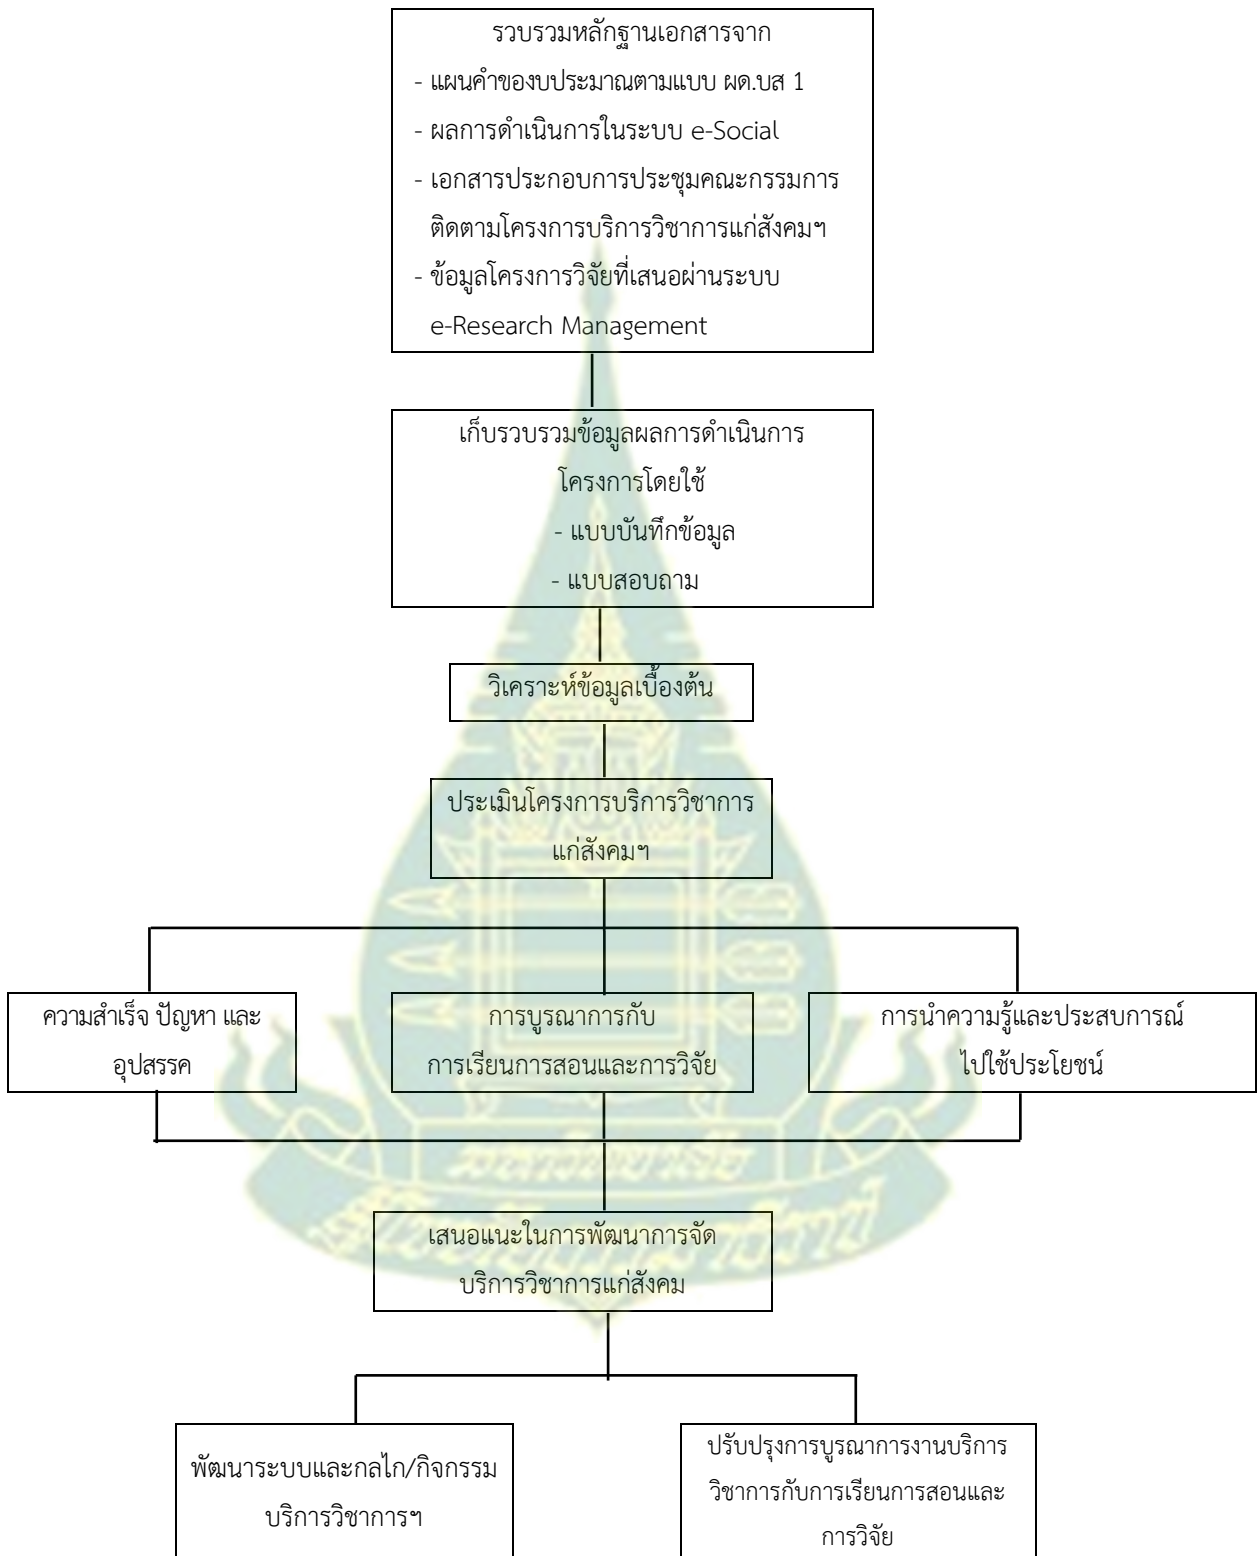 รวบรวมหลักฐานเอกสารจาก
- แผนคำของบประมาณตามแบบ ผด.บส 1
- ผลการดำเนินการในระบบ e-Social
- เอกสารประกอบการประชุมคณะกรรมการ
ติดตามโครงการบริการวิชาการแก่สังคมฯ
- ข้อมูลโครงการวิจัยที่เสนอผ่านระบบ
e-Research Management
เก็บรวบรวมข้อมูลผลการดำเนินการ
โครงการโดยใช้
- แบบบันทึกข้อมูล
- แบบสอบถาม
วิเคราะห์ข้อมูลเบื้องต้น
ประเมินโครงการบริการวิชาการ
แก่สังคมฯ
ความสำเร็จ ปัญหา และ
อุปสรรค
การบูรณาการกับ
การเรียนการสอนและการวิจัย
การนำความรู้และประสบการณ์
ไปใช้ประโยชน์
เสนอแนะในการพัฒนาการจัด
บริการวิชาการแก่สังคม
พัฒนาระบบและกลไก/กิจกรรม
บริการวิชาการฯ
ปรับปรุงการบูรณาการงานบริการ
วิชาการกับการเรียนการสอนและ
การวิจัย